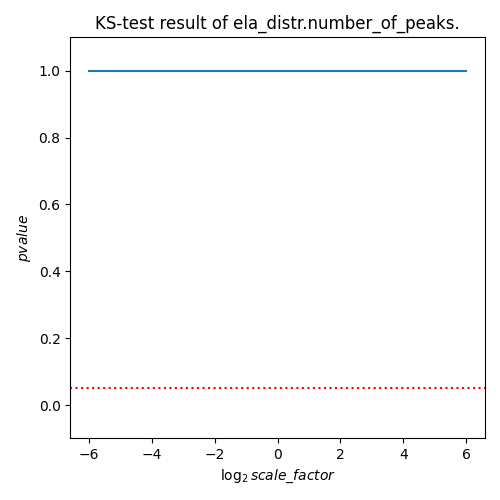 KS-test result of ela_distr.number_of_peaks.
1.0
0.8
0.6
0.4
0.2
0.0
pvalue
−6 −4 −2 0 2 4 6
log₂ scale_factor